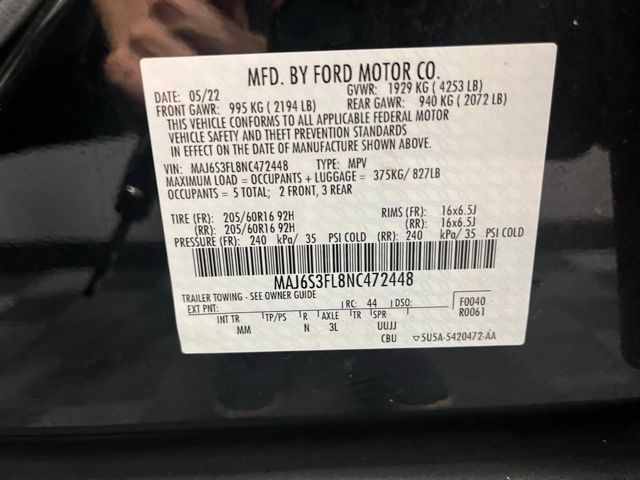 MFD. BY FORD MOTOR CO.
DATE: 05/22 GVWR: 1929 KG ( 4253 LB)
FRONT GAWR: 995 KG ( 2194 LB) REAR GAWR: 940 KG ( 2072 LB)
THIS VEHICLE CONFORMS TO ALL APPLICABLE FEDERAL MOTOR
VEHICLE SAFETY AND THEFT PREVENTION STANDARDS
IN EFFECT ON THE DATE OF MANUFACTURE SHOWN ABOVE.
VIN: MAJ6S3FL8NC472448 TYPE: MPV
MAXIMUM LOAD = OCCUPANTS + LUGGAGE = 375KG/ 827LB
OCCUPANTS = 5 TOTAL; 2 FRONT, 3 REAR
TIRE (FR): 205/60R16 92H RIMS (FR): 16x6.5J
(RR): 205/60R16 92H (RR): 16x6.5J
PRESSURE (FR): 240 kPa/ 35 PSI COLD (RR): 240 kPa/ 35 PSI COLD
MAJ6S3FL8NC472448
TRAILER TOWING - SEE OWNER GUIDE
EXT PNT: RC: 44 DSO: F0040
R0061
INT TR TP/PS R AXLE TR SPR
MM N 3L UUJJ
CBU 5U5A-5420472-AA